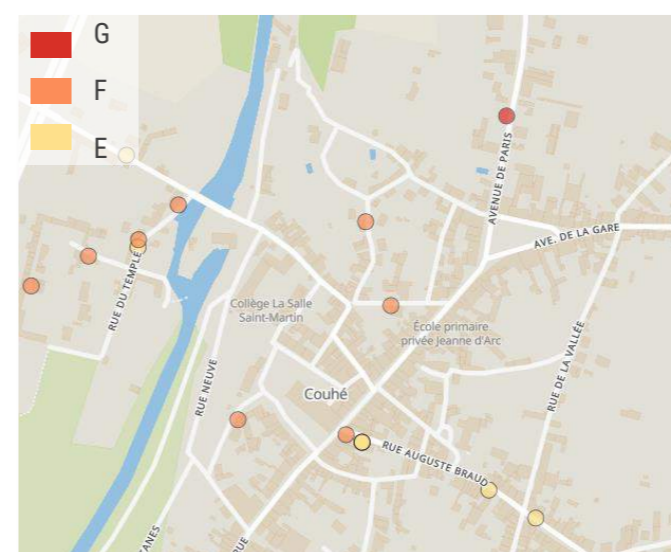 G
F
E
AVENUE DE PARIS
AVE. DE LA GARE
RUE DU TEMPLE
Collège La Salle
Saint-Martin
École primaire
privée Jeanne d'Arc
RUE DE LA VALLÉE
RUE NEUVE
Couhé
RUE AUGUSTE BRAUD
RUE